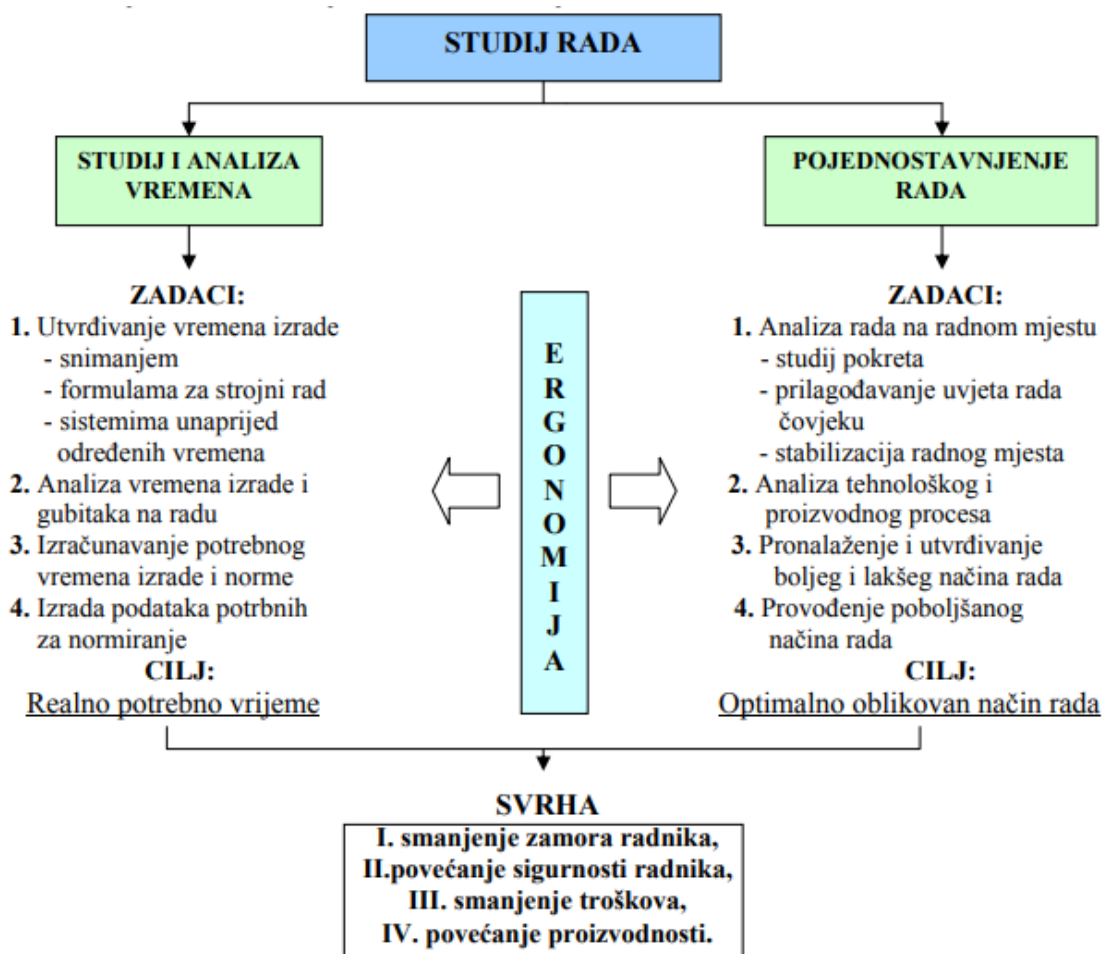 STUDIJ RADA
STUDIJ I ANALIZA
VREMENA
ZADACI:
1. Utvrđivanje vremena izrade
- snimanjem
- formulama za strojni rad
- sistemima unaprijed
određenih vremena
2. Analiza vremena izrade i
gubitaka na radu
3. Izračunavanje potrebnog
vremena izrade i norme
4. Izrada podataka potrbnih
za normiranje
CILJ:
Realno potrebno vrijeme
E
R
G
O
N
O
M
I
J
A
POJEDNOSTAVNJENJE
RADA
ZADACI:
1. Analiza rada na radnom mjestu
- studij pokreta
- prilagođavanje uvjeta rada
čovjeku
- stabilizacija radnog mjesta
2. Analiza tehnološkog i
proizvodnog procesa
3. Pronalaženje i utvrđivanje
boljeg i lakšeg načina rada
4. Provođenje poboljšanog
načina rada
CILJ:
Optimalno oblikovan način rada
SVRHA
I. smanjenje zamora radnika,
II.povećanje sigurnosti radnika,
III. smanjenje troškova,
IV. povećanje proizvodnosti.